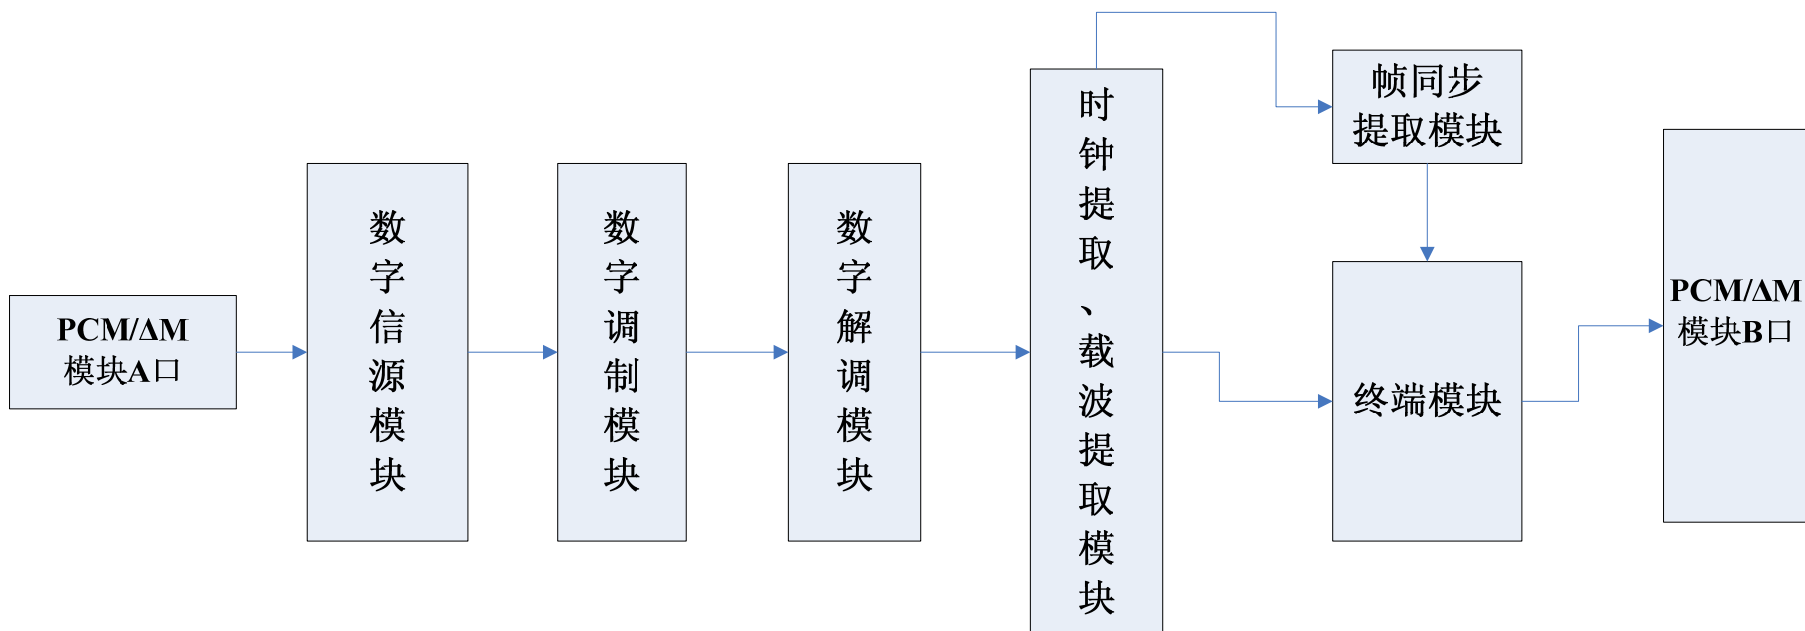 PCM/ΔM
模块A口
数字信源模块
数字调制模块
数字解调模块
时钟提取、载波提取模块
帧同步
提取模块
终端模块
PCM/ΔM
模块B口